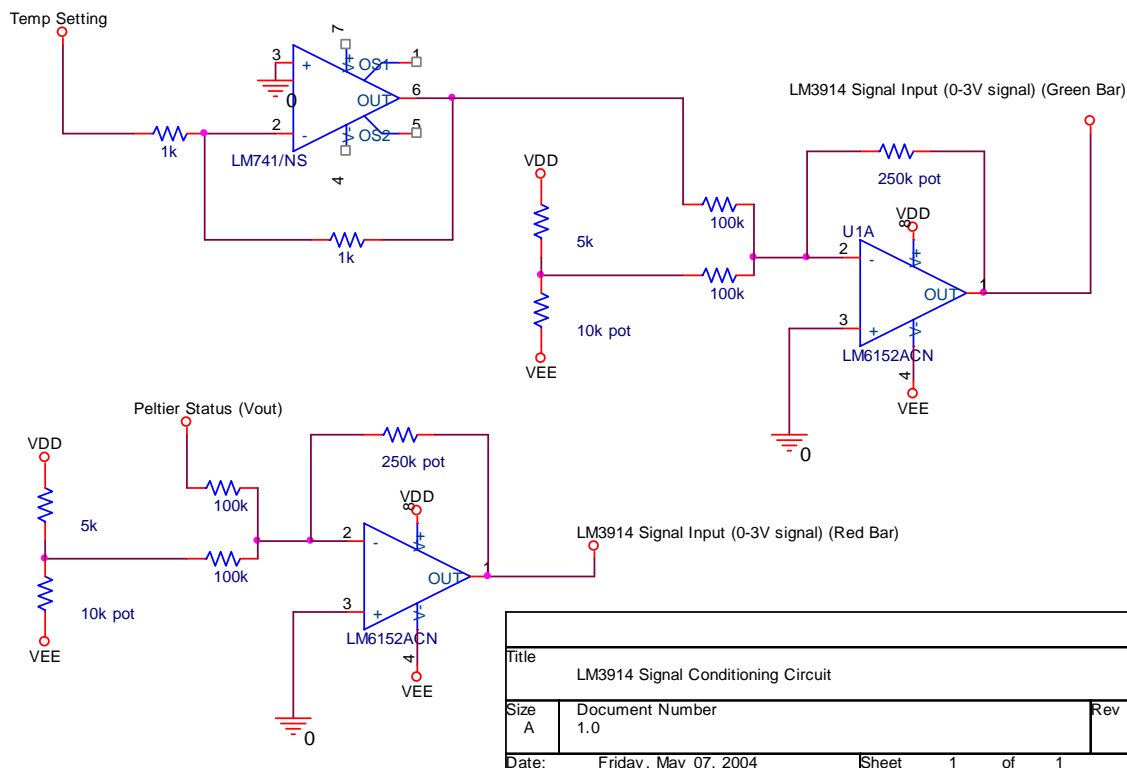 Temp Setting
7
3
+
V+
OS1
1
0
OUT
6
2
-
V-
OS2
5
1k
LM741/NS
4
1k
LM3914 Signal Input (0-3V signal) (Green Bar)
VDD
5k
10k pot
VEE
100k
100k
250k pot
VDD
8
U1A
2
-
V+
OUT
1
3
+
V-
LM6152ACN
4
VEE
0
Peltier Status (Vout)
VDD
5k
10k pot
VEE
100k
100k
250k pot
VDD
8
2
-
V+
OUT
1
3
+
V-
LM6152ACN
4
VEE
0
LM3914 Signal Input (0-3V signal) (Red Bar)
Title
LM3914 Signal Conditioning Circuit
Size
A
Document Number
1.0
Rev
Date: Friday, May 07, 2004 Sheet 1 of 1